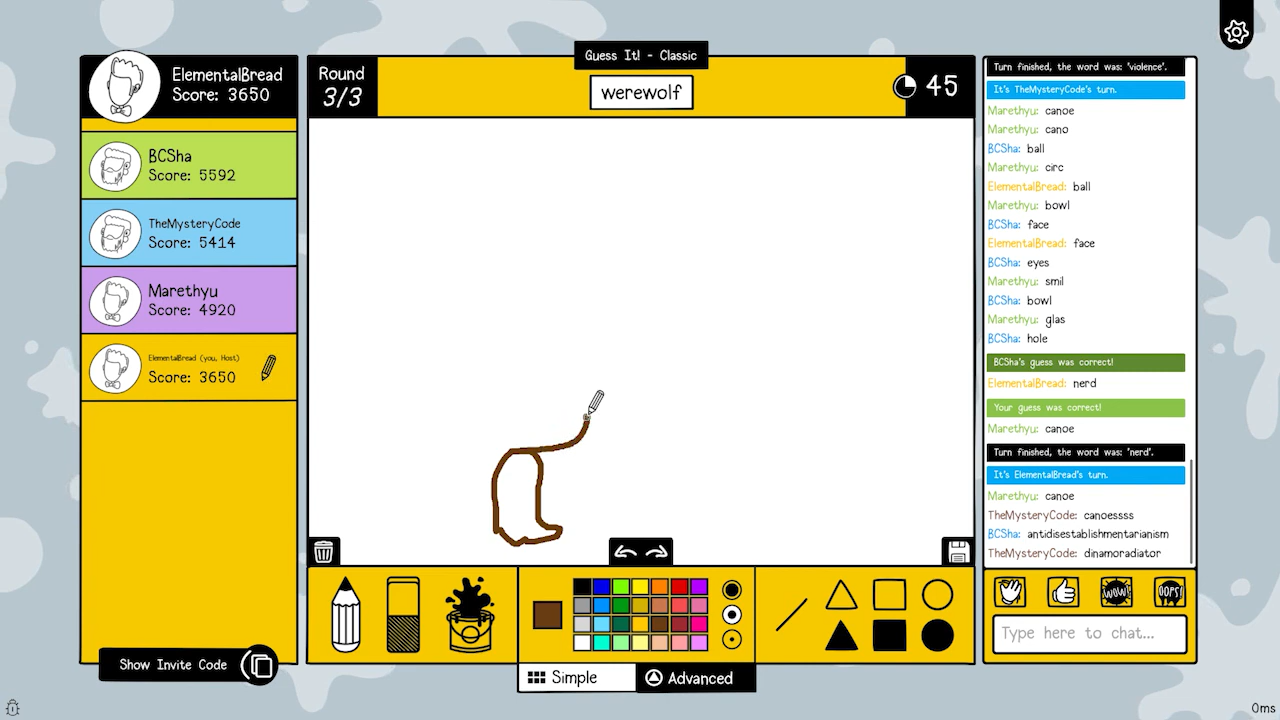 Guess It! - Classic
ElementalBread
Score: 3650
Round
3/3
werewolf
45
BCSha
Score: 5592
TheMysteryCode
Score: 5414
Marethyu
Score: 4920
ElementalBread (you, Host)
Score: 3650
Turn finished, the word was: 'violence'.
It's TheMysteryCode's turn.
Marethyu: canoe
Marethyu: cano
BCSha: ball
Marethyu: circ
ElementalBread: ball
Marethyu: bowl
BCSha: face
ElementalBread: face
BCSha: eyes
Marethyu: smil
BCSha: bowl
Marethyu: glas
BCSha: hole
BCSha's guess was correct!
ElementalBread: nerd
Your guess was correct!
Marethyu: canoe
Turn finished, the word was: 'nerd'.
It's ElementalBread's turn.
Marethyu: canoe
TheMysteryCode: canoessss
BCSha: antidisestablishmentarianism
TheMysteryCode: dinamoradiator
WOW!
OOPS!
Type here to chat...
Show Invite Code
Simple
Advanced
0ms